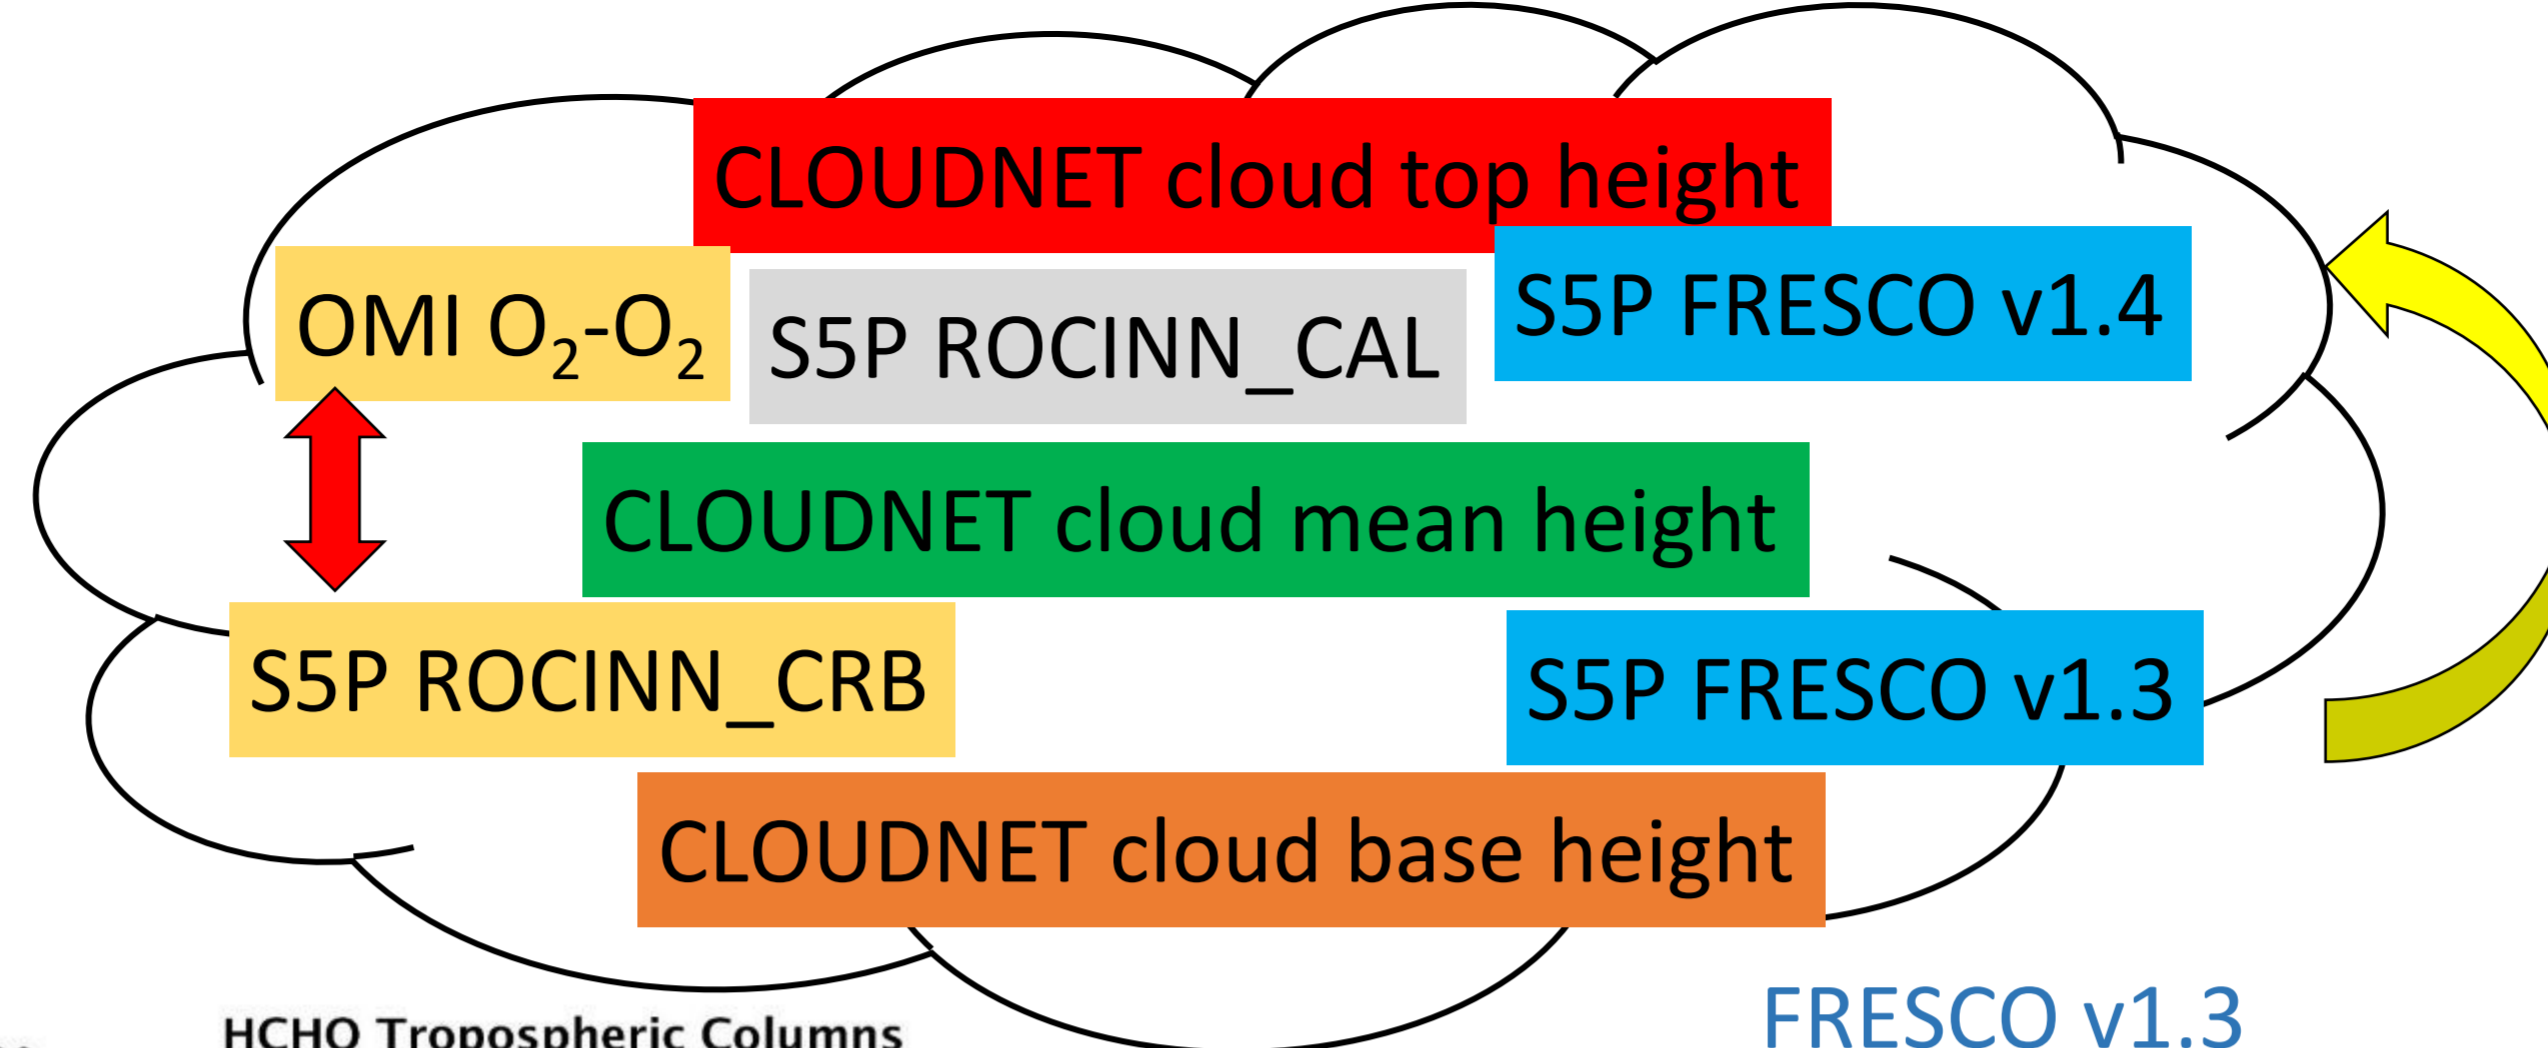 CLOUDNET cloud top height
OMI O₂-O₂
S5P ROCINN_CAL
S5P FRESCO v1.4
CLOUDNET cloud mean height
S5P ROCINN_CRB
S5P FRESCO v1.3
CLOUDNET cloud base height
FRESCO v1.3
HCHO Tropospheric Columns